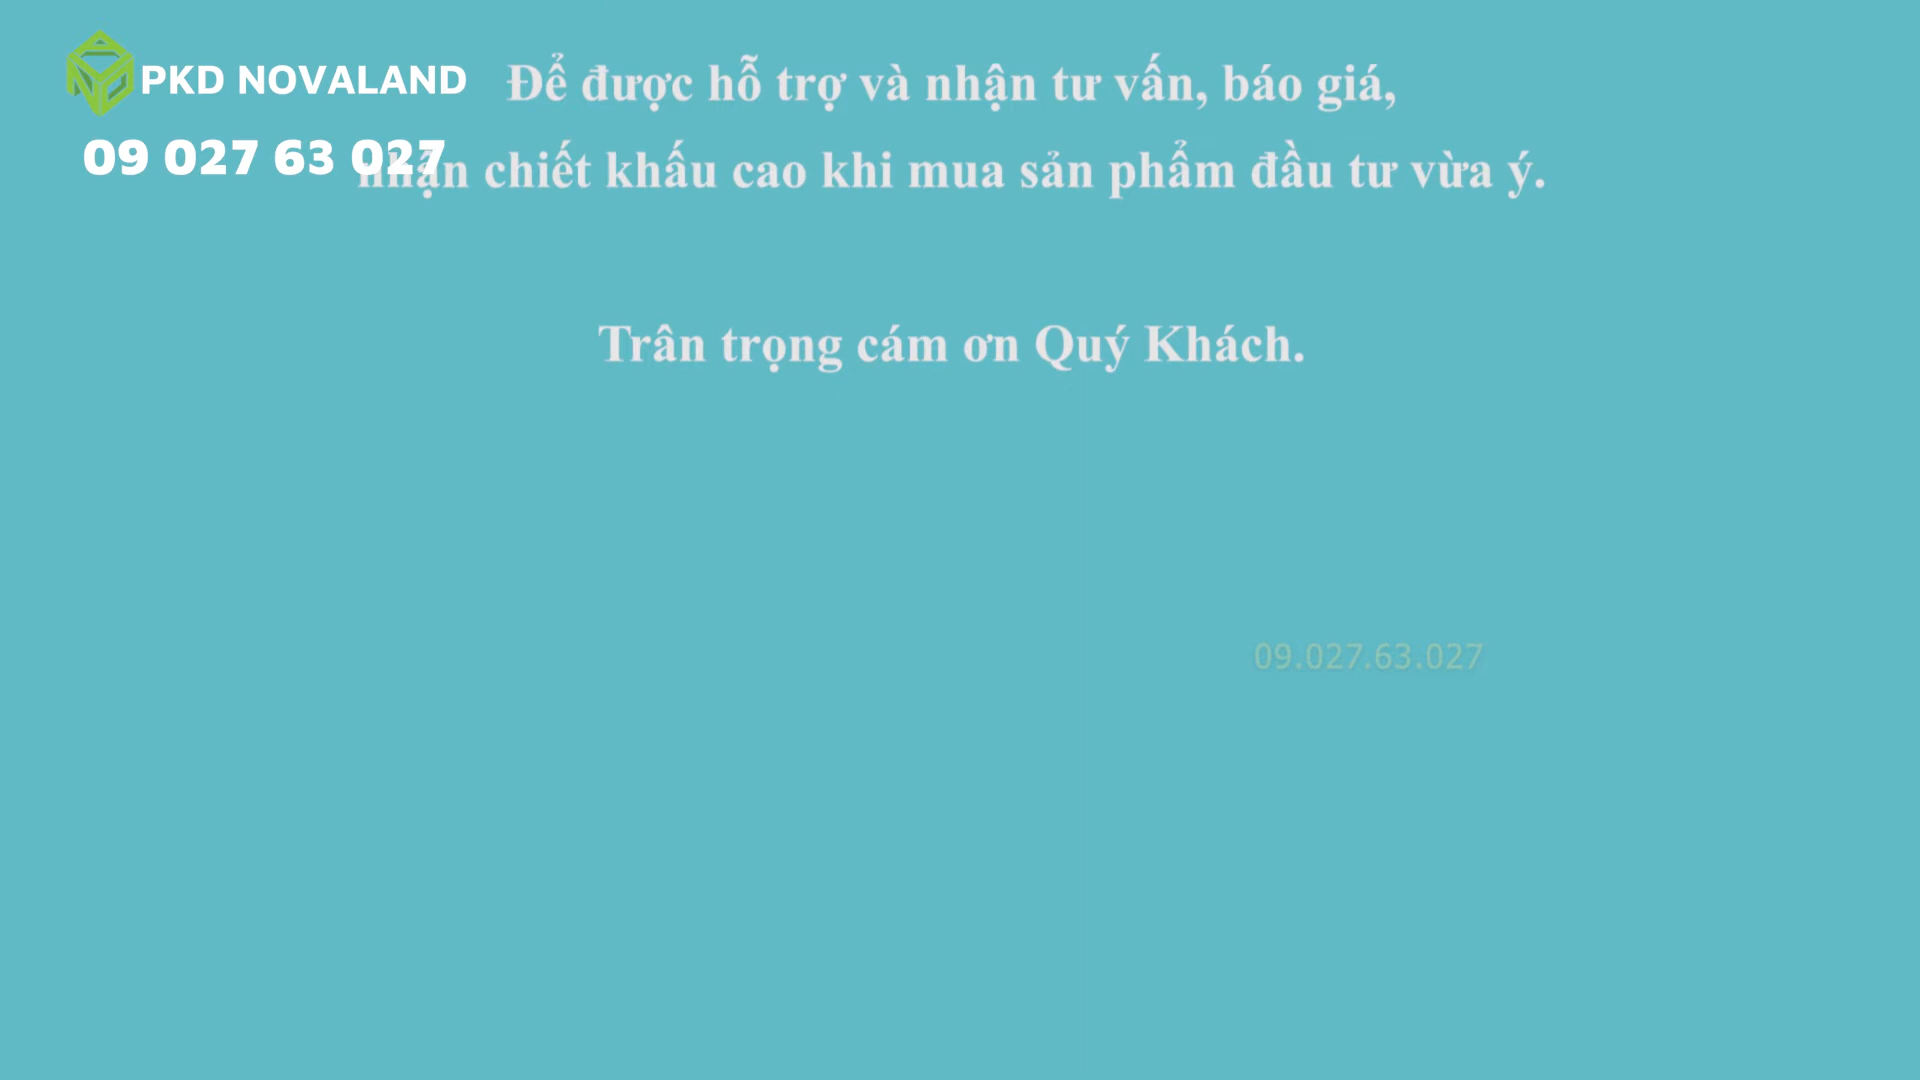 PKD NOVALAND
09 027 63 027
Để được hỗ trợ và nhận tư vấn, báo giá,
nhận chiết khấu cao khi mua sản phẩm đầu tư vừa ý.
Trân trọng cám ơn Quý Khách.
09.027.63.027